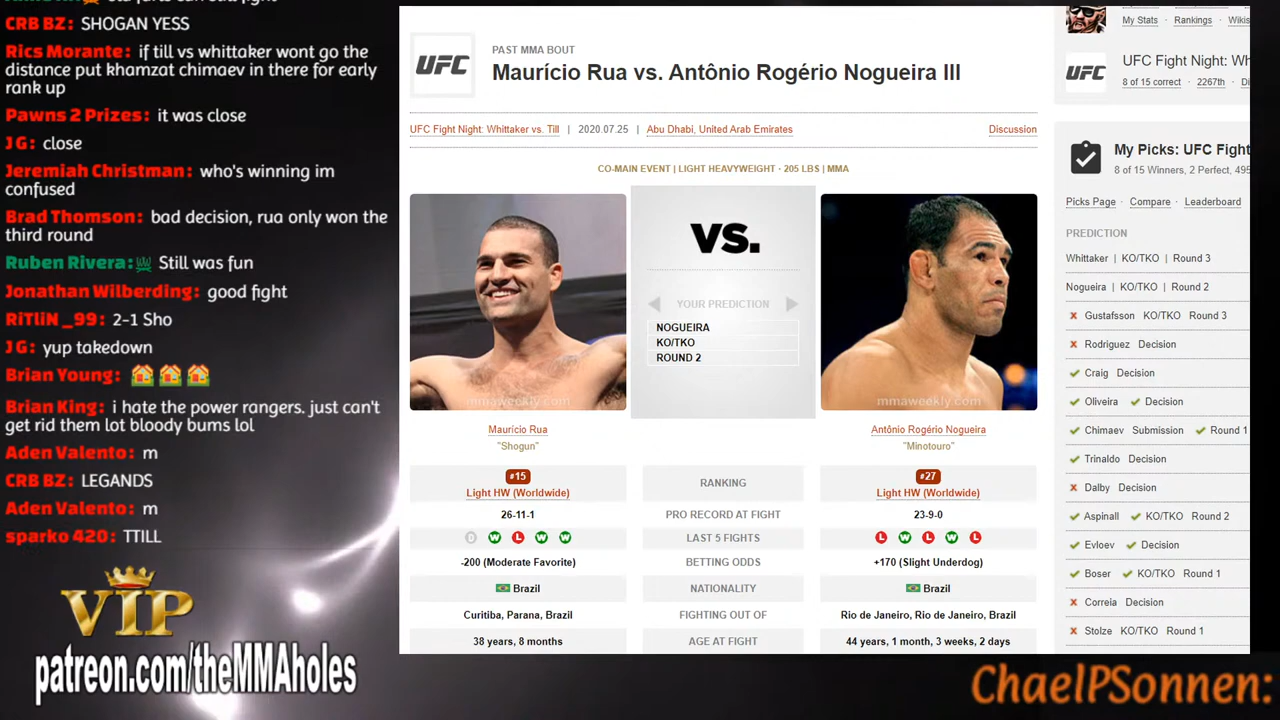 CRB BZ: SHOGAN YESS
Rics Morante: if till vs whittaker wont go the
distance put khamzat chimaev in there for early
rank up
Pawns 2 Prizes: it was close
J G: close
Jeremiah Christman: who's winning im
confused
Brad Thomson: bad decision, rua only won the
third round
Ruben Rivera: Still was fun
Jonathan Wilberding: good fight
RiTliN _99: 2-1 Sho
J G: yup takedown
Brian Young:
Brian King: i hate the power rangers. just can't
get rid them lot bloody bums lol
Aden Valento: m
CRB BZ: LEGANDS
Aden Valento: m
sparko 420: TTILL
VIP
patreon.com/theMMAholes
UFC
PAST MMA BOUT
Maurício Rua vs. Antônio Rogério Nogueira III
UFC Fight Night: Whittaker vs. Till | 2020.07.25 | Abu Dhabi, United Arab Emirates
Discussion
CO-MAIN EVENT | LIGHT HEAVYWEIGHT · 205 LBS | MMA
VS.
YOUR PREDICTION
NOGUEIRA
KO/TKO
ROUND 2
mmaweekly.com
mmaweekly.com
Maurício Rua
"Shogun"
Antônio Rogério Nogueira
"Minotouro"
#15
Light HW (Worldwide)
RANKING
#27
Light HW (Worldwide)
26-11-1
PRO RECORD AT FIGHT
23-9-0
D W L W W
LAST 5 FIGHTS
L W L W L
-200 (Moderate Favorite)
BETTING ODDS
+170 (Slight Underdog)
Brazil
NATIONALITY
Brazil
Curitiba, Parana, Brazil
FIGHTING OUT OF
Rio de Janeiro, Rio de Janeiro, Brazil
38 years, 8 months
AGE AT FIGHT
44 years, 1 month, 3 weeks, 2 days
My Stats · Rankings · Wikis
UFC
UFC Fight Night: Wh
8 of 15 correct · 2267th · Di
My Picks: UFC Fight
8 of 15 Winners, 2 Perfect, 495
Picks Page · Compare · Leaderboard
PREDICTION
Whittaker | KO/TKO | Round 3
Nogueira | KO/TKO | Round 2
Gustafsson KO/TKO Round 3
Rodriguez Decision
Craig Decision
Oliveira Decision
Chimaev Submission Round 1
Trinaldo Decision
Dalby Decision
Aspinall KO/TKO Round 2
Evloev Decision
Boser KO/TKO Round 1
Correia Decision
Stolze KO/TKO Round 1
ChaelPSonnen: